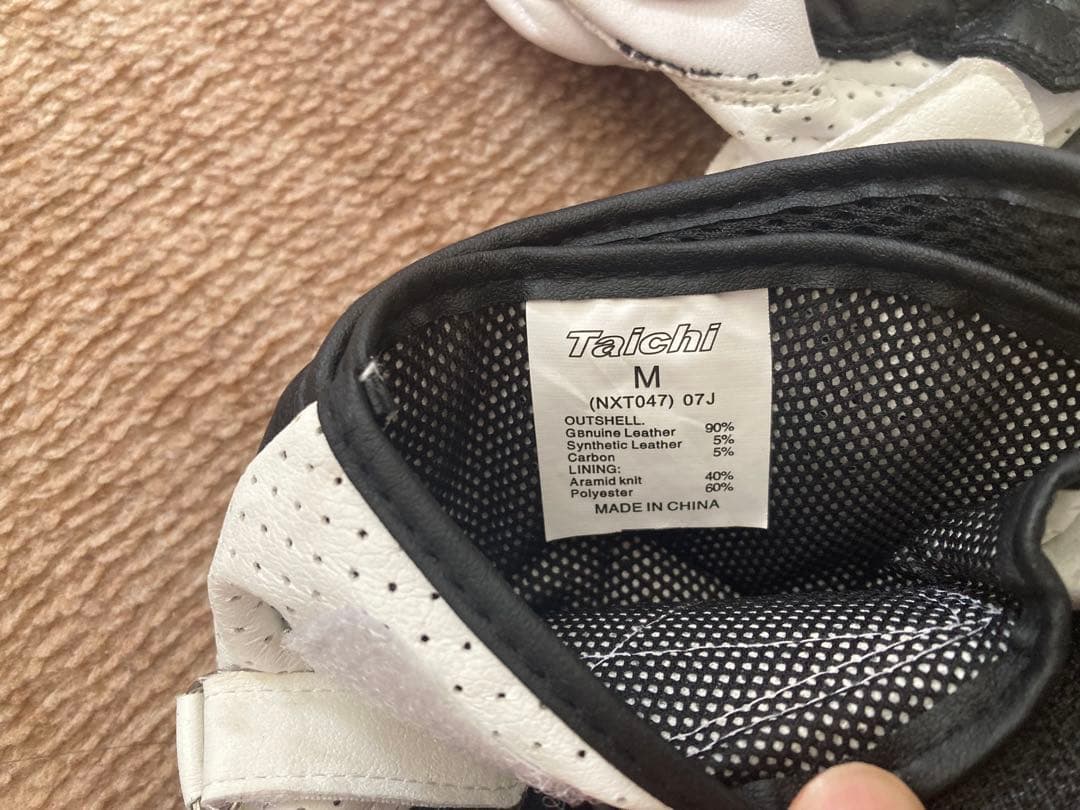 Taichi
M
(NXT047) 07J
OUTSHELL.
Genuine Leather 90%
Synthetic Leather 5%
Carbon 5%
LINING:
Aramid knit 40%
Polyester 60%
MADE IN CHINA